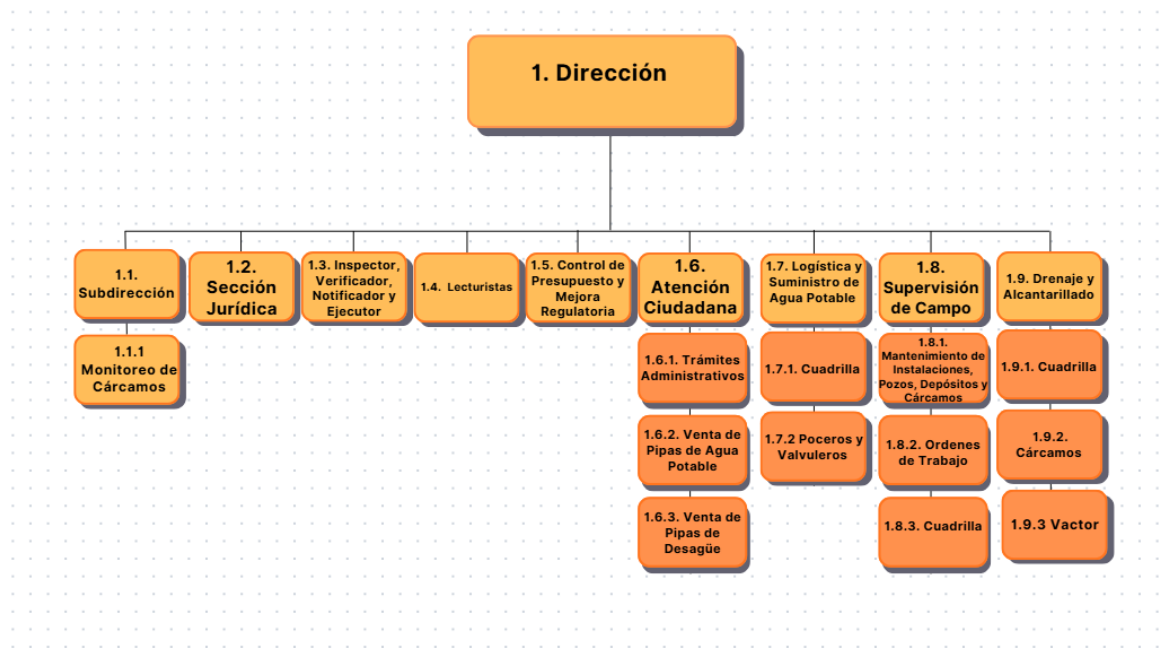 1. Dirección
1.1.
Subdirección
1.2.
Sección
Jurídica
1.3. Inspector,
Verificador,
Notificador y
Ejecutor
1.4. Lecturistas
1.5. Control de
Presupuesto y
Mejora
Regulatoria
1.6.
Atención
Ciudadana
1.7. Logística y
Suministro de
Agua Potable
1.8.
Supervisión
de Campo
1.9. Drenaje y
Alcantarillado
1.1.1
Monitoreo de
Cárcamos
1.6.1. Trámites
Administrativos
1.7.1. Cuadrilla
1.8.1.
Mantenimiento de
Instalaciones,
Pozos, Depósitos y
Cárcamos
1.9.1. Cuadrilla
1.6.2. Venta de
Pipas de Agua
Potable
1.7.2 Poceros y
Valvuleros
1.8.2. Ordenes
de Trabajo
1.9.2.
Cárcamos
1.6.3. Venta de
Pipas de
Desagüe
1.8.3. Cuadrilla
1.9.3 Vactor